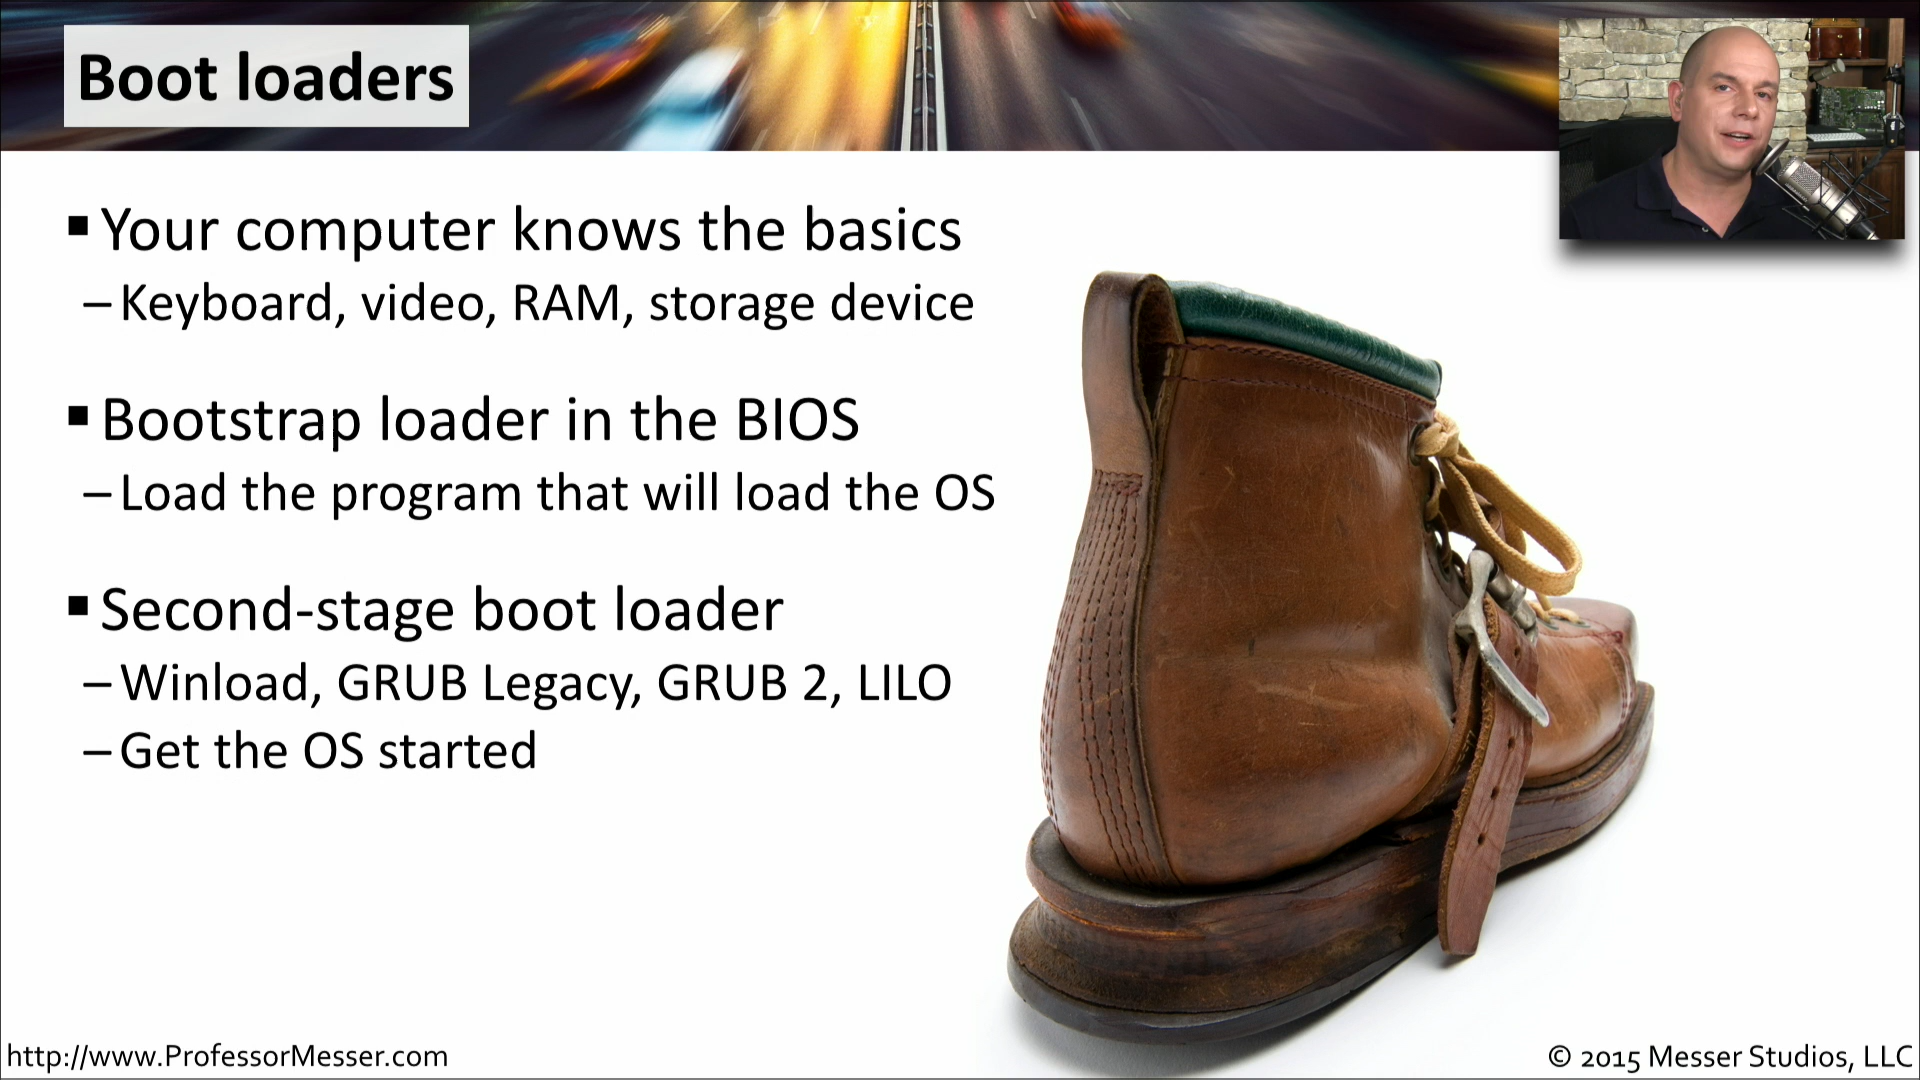 Boot loaders
▪ Your computer knows the basics
– Keyboard, video, RAM, storage device
▪ Bootstrap loader in the BIOS
– Load the program that will load the OS
▪ Second-stage boot loader
– Winload, GRUB Legacy, GRUB 2, LILO
– Get the OS started
http://www.ProfessorMesser.com
© 2015 Messer Studios, LLC